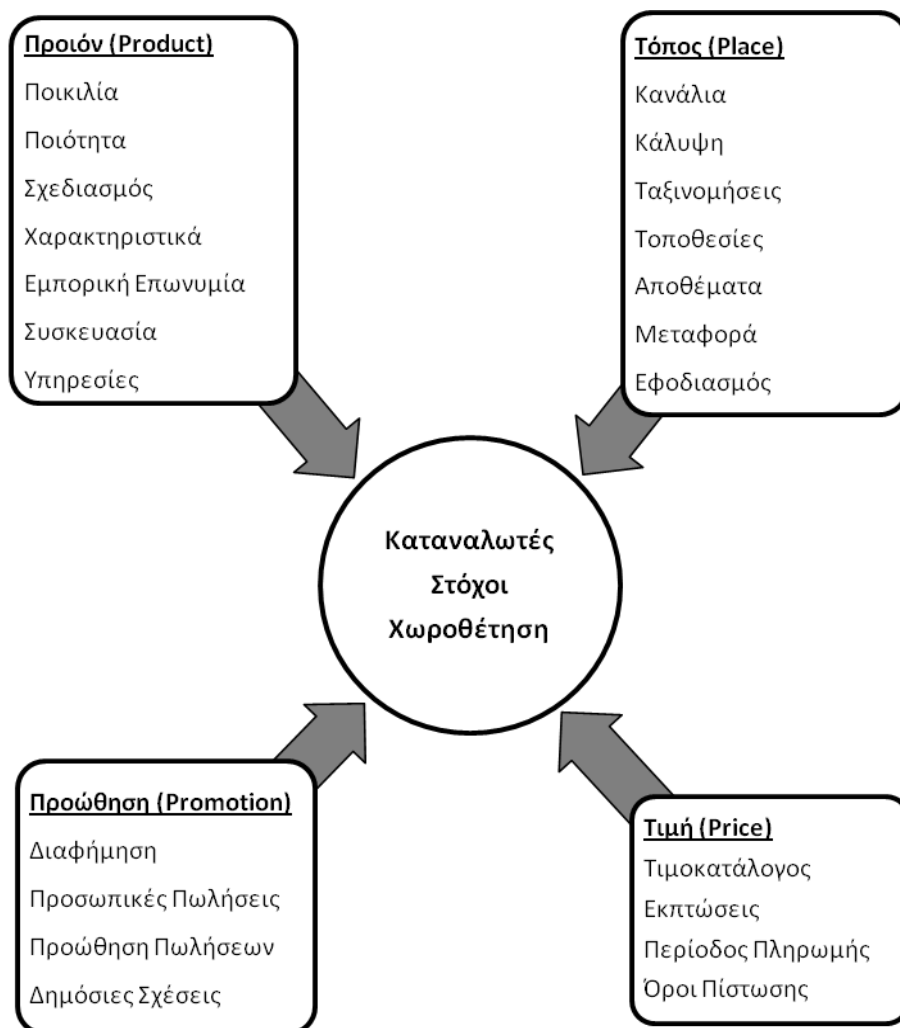 Προιόν (Product)
Ποικιλία
Ποιότητα
Σχεδιασμός
Χαρακτηριστικά
Εμπορική Επωνυμία
Συσκευασία
Υπηρεσίες
Τόπος (Place)
Κανάλια
Κάλυψη
Ταξινομήσεις
Τοποθεσίες
Αποθέματα
Μεταφορά
Εφοδιασμός
Καταναλωτές
Στόχοι
Χωροθέτηση
Προώθηση (Promotion)
Διαφήμηση
Προσωπικές Πωλήσεις
Προώθηση Πωλήσεων
Δημόσιες Σχέσεις
Τιμή (Price)
Τιμοκατάλογος
Εκπτώσεις
Περίοδος Πληρωμής
Όροι Πίστωσης